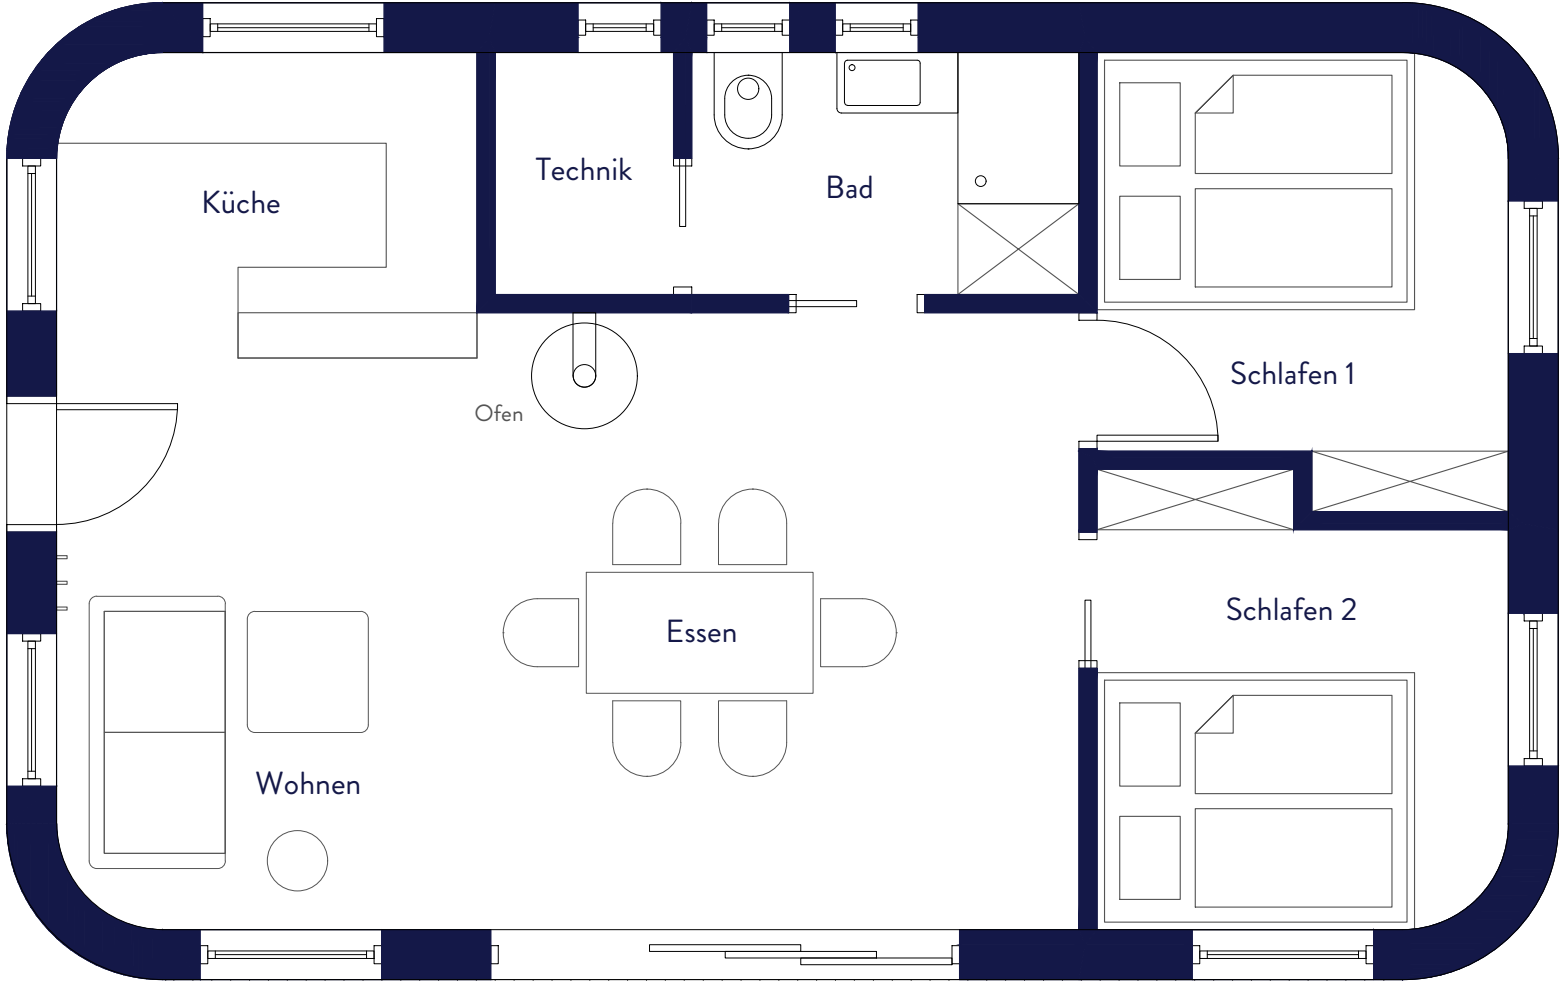 Technik
Bad
Küche
Schlafen 1
Ofen
Schlafen 2
Essen
Wohnen